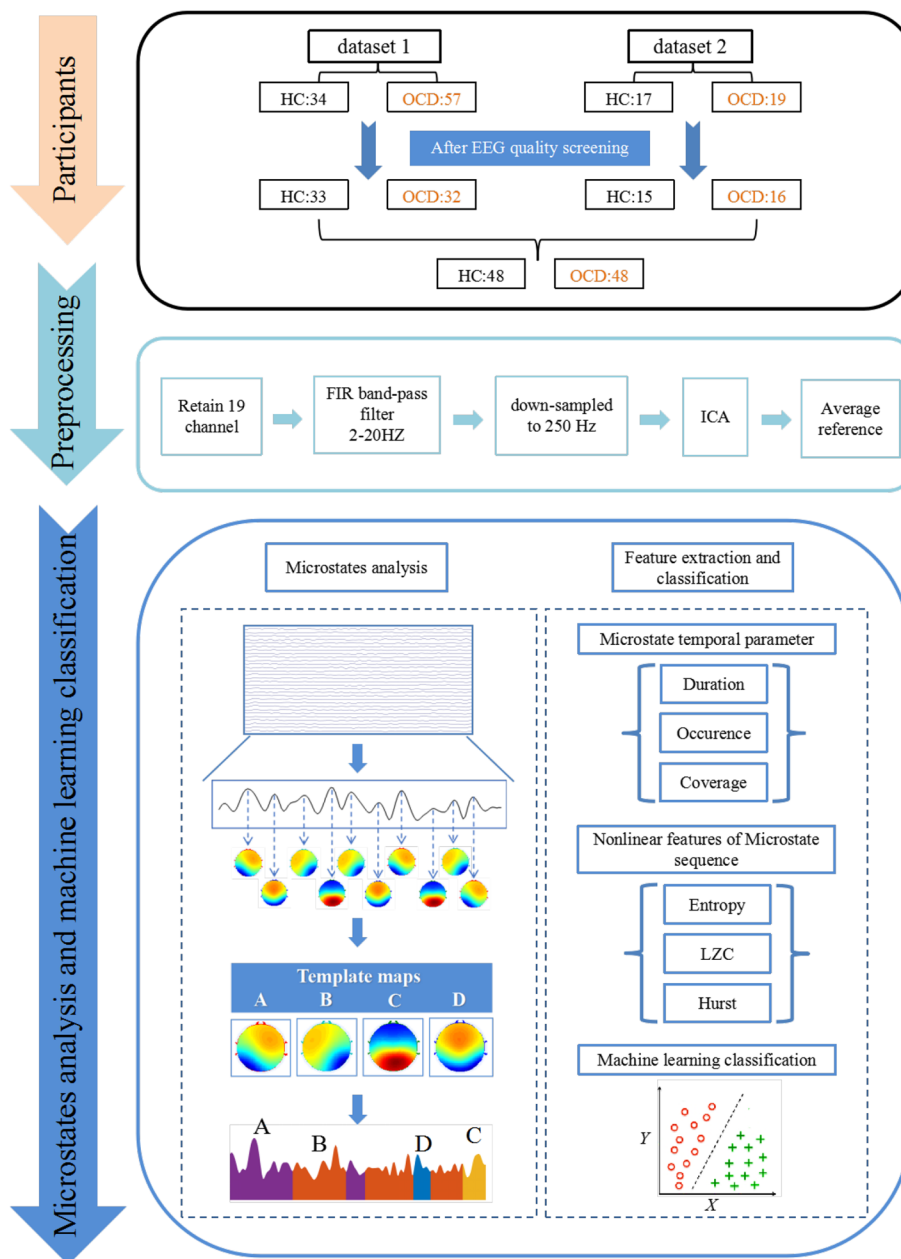 Participants
dataset 1
dataset 2
HC:34
OCD:57
HC:17
OCD:19
After EEG quality screening
HC:33
OCD:32
HC:15
OCD:16
HC:48
OCD:48
Preprocessing
Retain 19
channel
FIR band-pass
filter
2-20HZ
down-sampled
to 250 Hz
ICA
Average
reference
Microstates analysis and machine learning classification
Microstates analysis
Template maps
A B C D
A
B
D
C
Feature extraction and
classification
Microstate temporal parameter
Duration
Occurence
Coverage
Nonlinear features of Microstate
sequence
Entropy
LZC
Hurst
Machine learning classification
Y
X